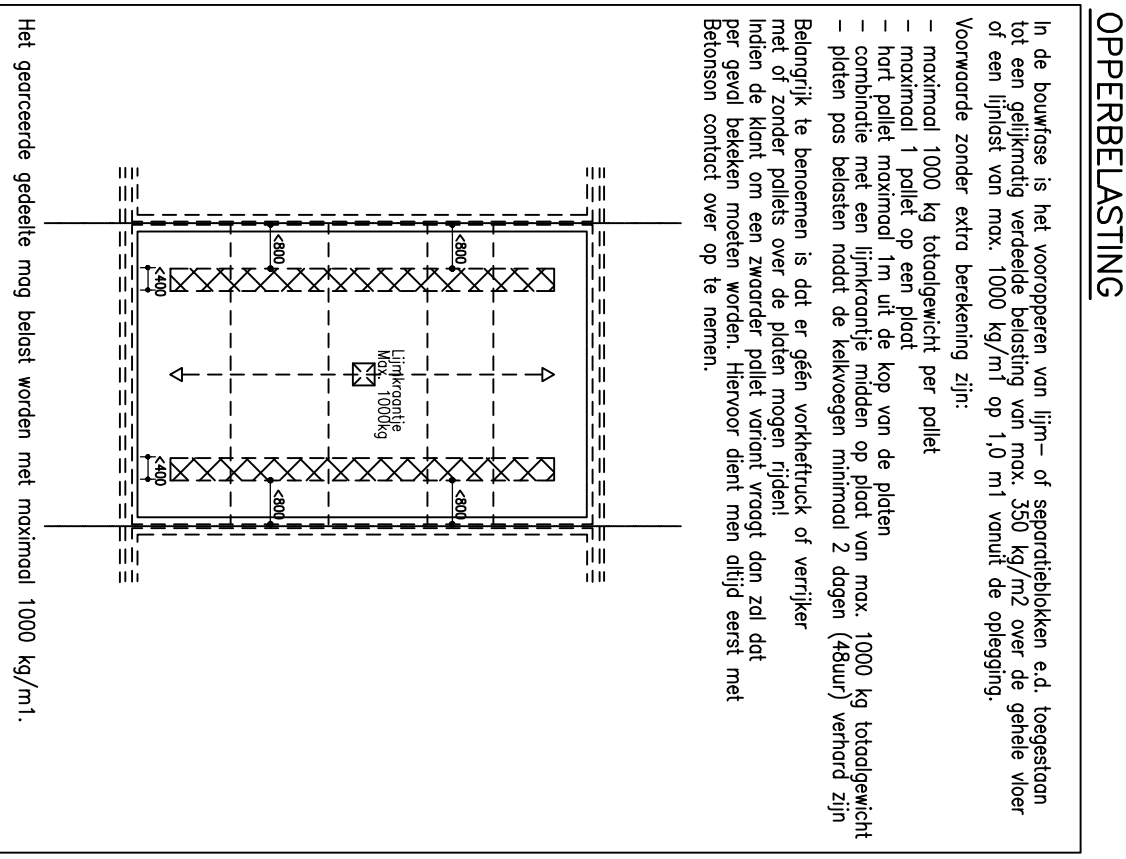 OPPERBELASTING
In de bouwfase is het vooropperen van lijm- of separatieblokken e.d. toegestaan
tot een gelijkmatig verdeelde belasting van max. 350 kg/m2 over de gehele vloer
of een lijnlast van max. 1000 kg/m1 op 1,0 m1 vanuit de oplegging.
Voorwaarde zonder extra berekening zijn:
- maximaal 1000 kg totaalgewicht per pallet
- maximaal 1 pallet op een plaat
- hart pallet maximaal 1m uit de kop van de platen
- combinatie met een lijmkraantje midden op plaat van max. 1000 kg totaalgewicht
- platen pas belasten nadat de kelkvoegen minimaal 2 dagen (48uur) verhard zijn
Belangrijk te benoemen is dat er géén vorkheftruck of verrijker
met of zonder pallets over de platen mogen rijden!
Indien de klant om een zwaarder pallet variant vraagt dan zal dat
per geval bekeken moeten worden. Hiervoor dient men altijd eerst met
Betonson contact over op te nemen.
<800
<800
<400
Lijmkraantje
Max. 1000kg
<400
<800
<800
Het gearceerde gedeelte mag belast worden met maximaal 1000 kg/m1.